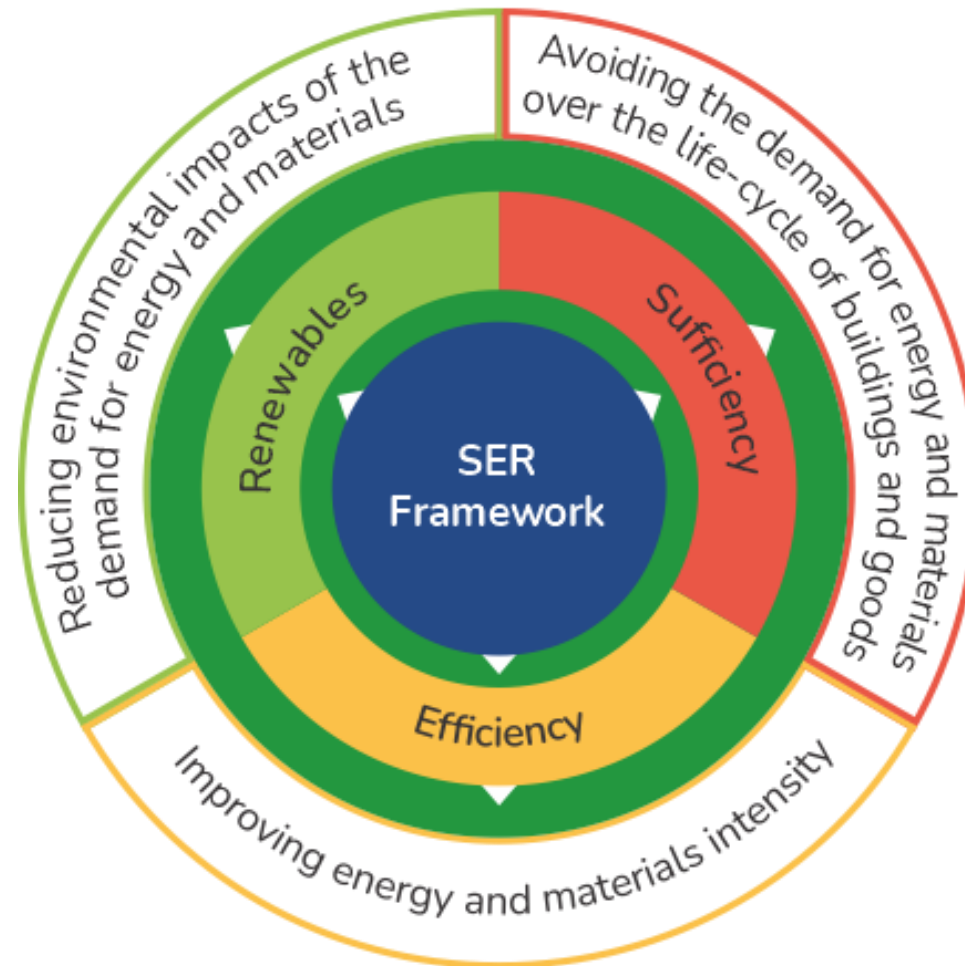 Reducing environmental impacts of the
demand for energy and materials
Avoiding the demand for energy and materials
over the life-cycle of buildings and goods
Renewables
Sufficiency
SER
Framework
Efficiency
Improving energy and materials intensity